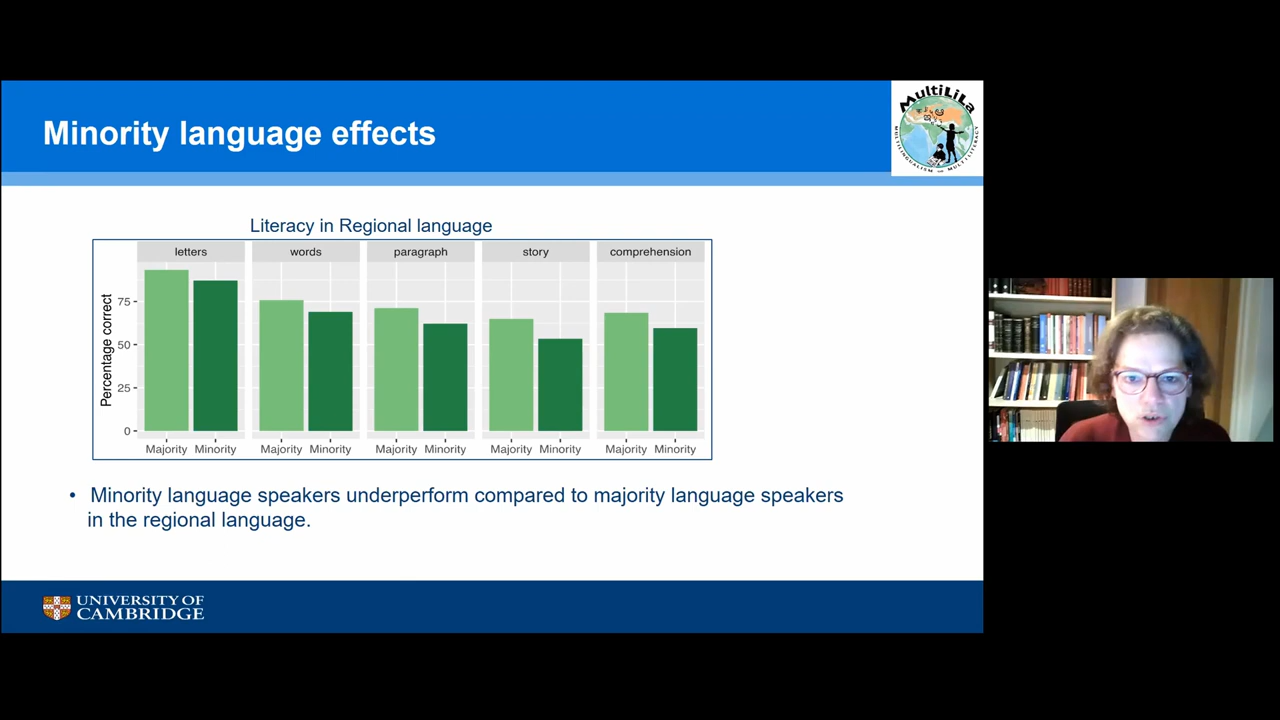 Minority language effects
MultiLiLa
MULTILINGUALISM & MULTILITERACY
Literacy in Regional language
letters words paragraph story comprehension
Percentage correct
75
50
25
0
Majority Minority Majority Minority Majority Minority Majority Minority Majority Minority
• Minority language speakers underperform compared to majority language speakers
in the regional language.
UNIVERSITY OF
CAMBRIDGE